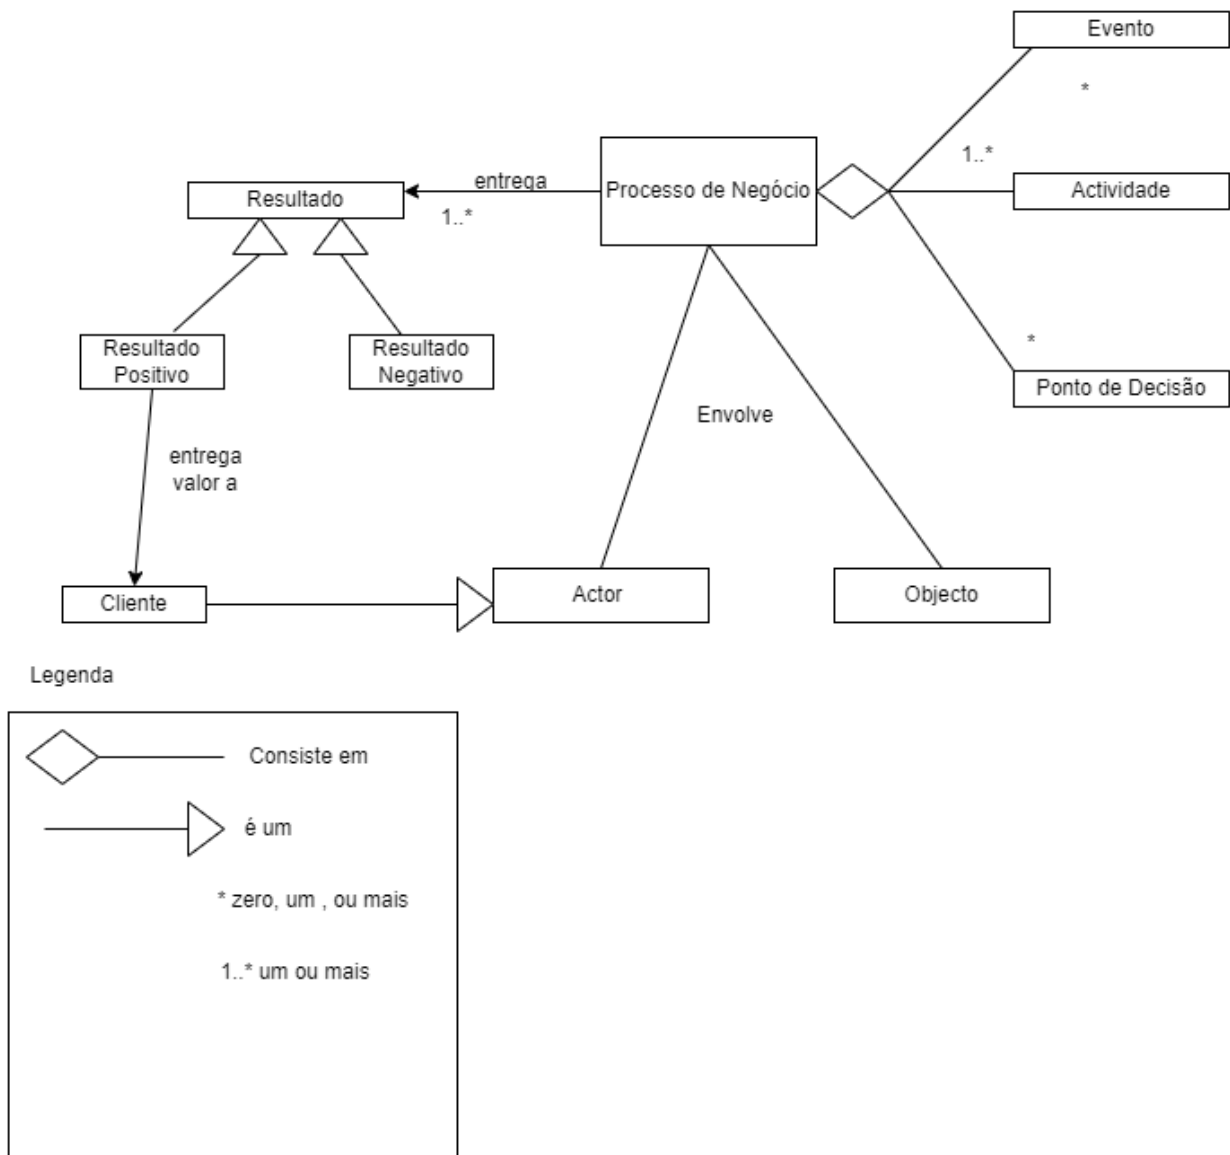 Evento
*
1..*
entrega
Processo de Negócio
Actividade
Resultado
1..*
*
Resultado
Positivo
Resultado
Negativo
Ponto de Decisão
Envolve
entrega
valor a
Cliente
Actor
Objecto
Legenda
Consiste em
é um
* zero, um , ou mais
1..* um ou mais